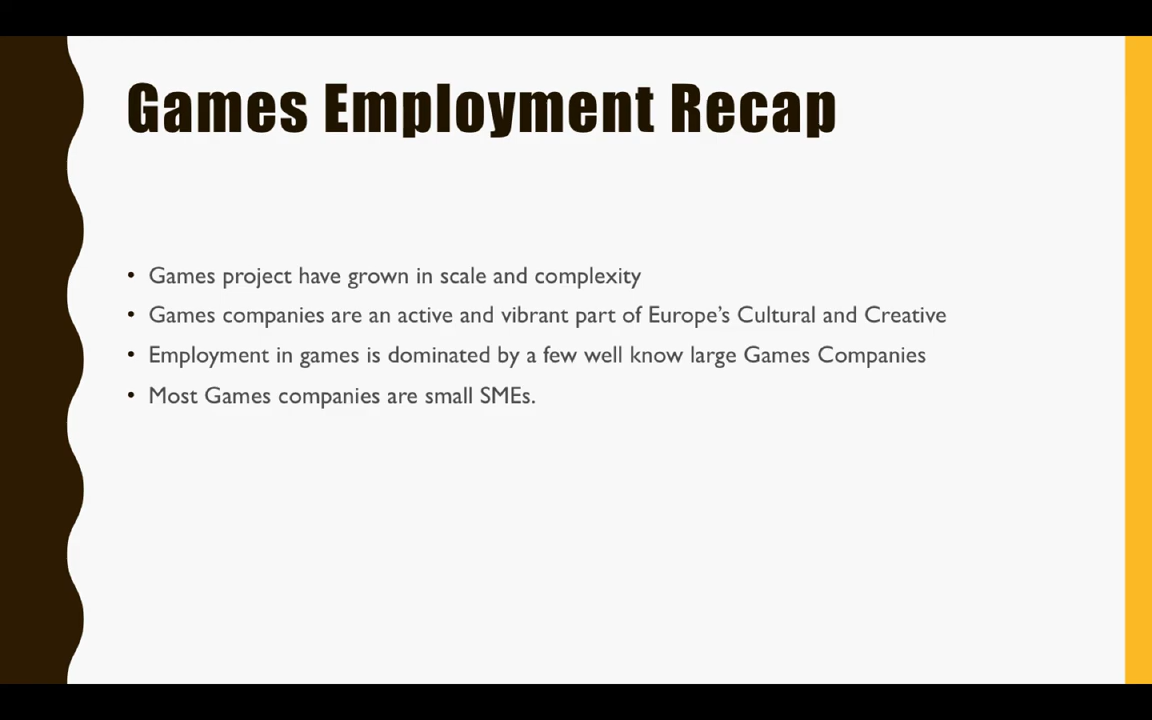 Games Employment Recap
• Games project have grown in scale and complexity
• Games companies are an active and vibrant part of Europe's Cultural and Creative
• Employment in games is dominated by a few well know large Games Companies
• Most Games companies are small SMEs.